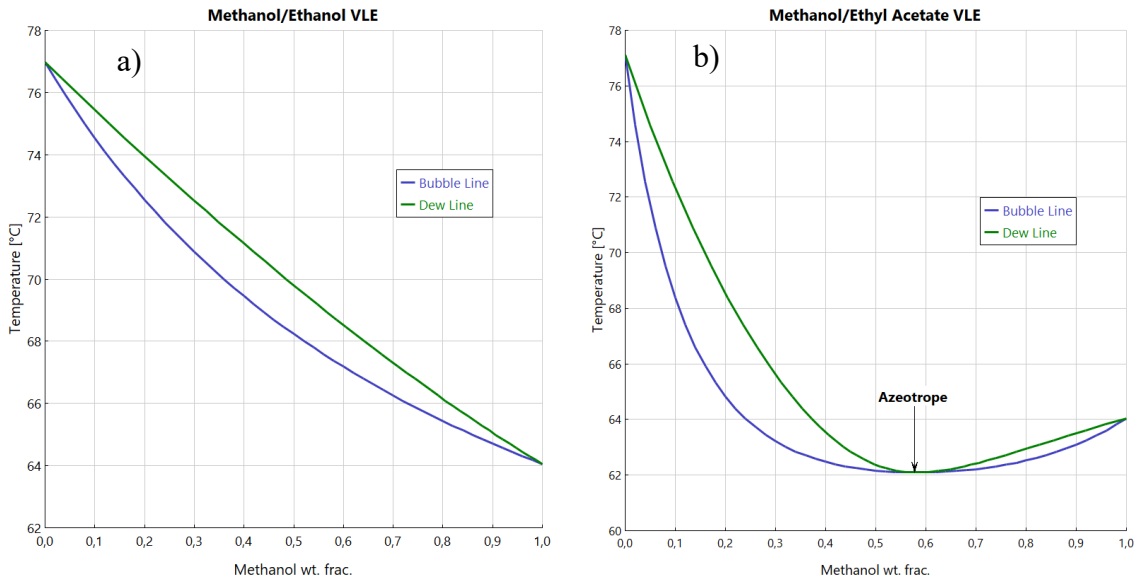 Methanol/Ethanol VLE
a)
78
76
74
72
70
68
66
64
62
Temperature [°C]
Bubble Line
Dew Line
0,0 0,1 0,2 0,3 0,4 0,5 0,6 0,7 0,8 0,9 1,0
Methanol wt. frac.
Methanol/Ethyl Acetate VLE
b)
78
76
74
72
70
68
66
64
62
60
Temperature [°C]
Bubble Line
Dew Line
Azeotrope
0,0 0,1 0,2 0,3 0,4 0,5 0,6 0,7 0,8 0,9 1,0
Methanol wt. frac.